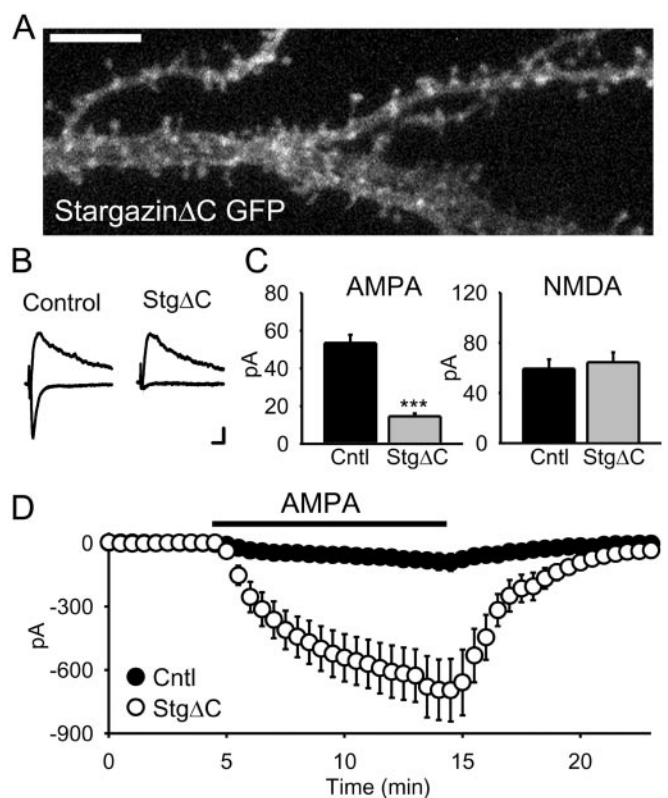 A
StargazinΔC GFP
B
Control
StgΔC
C
AMPA
NMDA
80
60
40
20
0
pA
***
Cntl
StgΔC
120
80
40
0
pA
Cntl
StgΔC
D
AMPA
0
-300
-600
-900
pA
Cntl
StgΔC
0
5
10
15
20
Time (min)